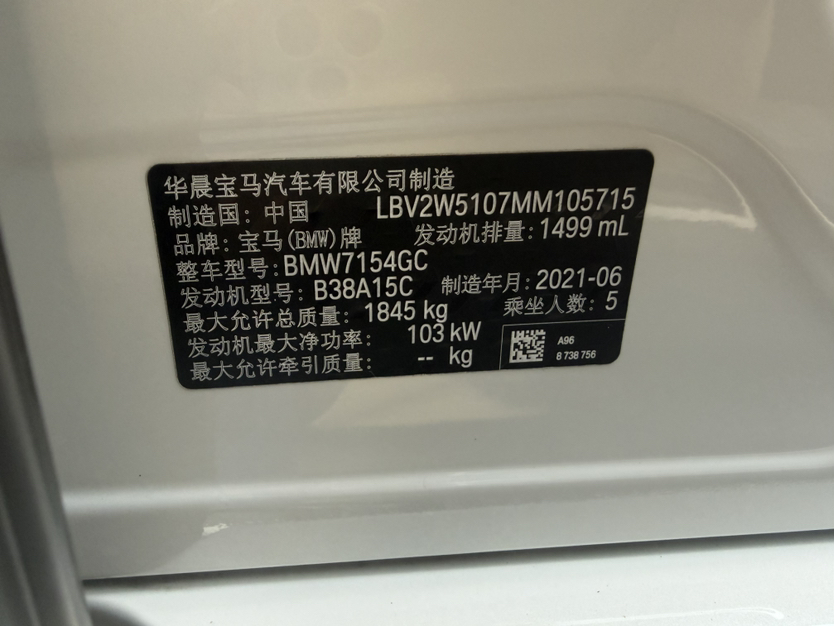 华晨宝马汽车有限公司制造
制造国: 中国 LBV2W5107MM105715
品牌: 宝马(BMW)牌 发动机排量: 1499 mL
整车型号: BMW7154GC
发动机型号: B38A15C 制造年月: 2021-06
最大允许总质量: 1845 kg 乘坐人数: 5
发动机最大净功率: 103 kW
最大允许牵引质量: -- kg
A96
8 738 756